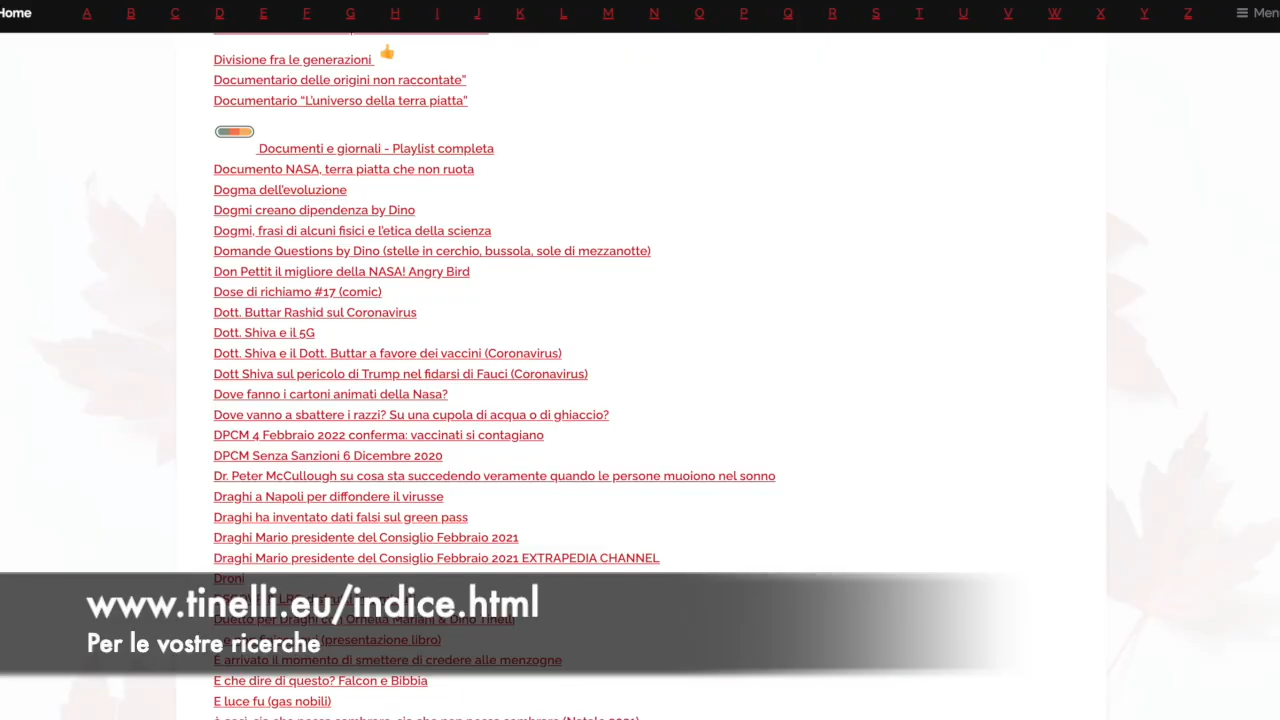 Home A B C D E F G H I J K L M N O P Q R S T U V W X Y Z Men
Divisione fra le generazioni
Documentario delle origini non raccontate"
Documentario “L'universo della terra piatta”
Documenti e giornali - Playlist completa
Documento NASA, terra piatta che non ruota
Dogma dell'evoluzione
Dogmi creano dipendenza by Dino
Dogmi, frasi di alcuni fisici e l'etica della scienza
Domande Questions by Dino (stelle in cerchio, bussola, sole di mezzanotte)
Don Pettit il migliore della NASA! Angry Bird
Dose di richiamo #17 (comic)
Dott. Buttar Rashid sul Coronavirus
Dott. Shiva e il 5G
Dott. Shiva e il Dott. Buttar a favore dei vaccini (Coronavirus)
Dott Shiva sul pericolo di Trump nel fidarsi di Fauci (Coronavirus)
Dove fanno i cartoni animati della Nasa?
Dove vanno a sbattere i razzi? Su una cupola di acqua o di ghiaccio?
DPCM 4 Febbraio 2022 conferma: vaccinati si contagiano
DPCM Senza Sanzioni 6 Dicembre 2020
Dr. Peter McCullough su cosa sta succedendo veramente quando le persone muoiono nel sonno
Draghi a Napoli per diffondere il virusse
Draghi ha inventato dati falsi sul green pass
Draghi Mario presidente del Consiglio Febbraio 2021
Draghi Mario presidente del Consiglio Febbraio 2021 EXTRAPEDIA CHANNEL
Droni
www.tinelli.eu/indice.html
Duetto per Draghi con Ornella Mariani & Dino Tinelli
(presentazione libro)
Per le vostre ricerche
È arrivato il momento di smettere di credere alle menzogne
E che dire di questo? Falcon e Bibbia
E luce fu (gas nobili)